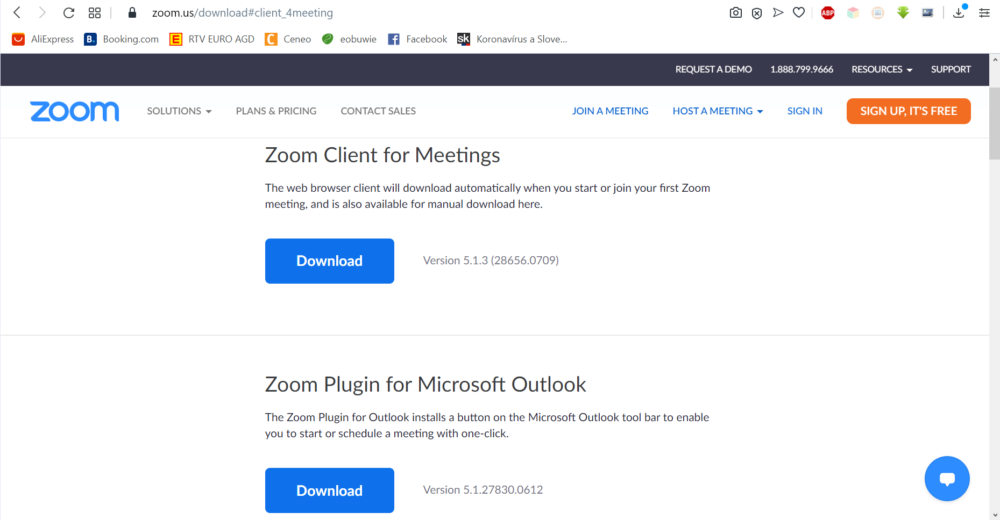 zoom.us/download#client_4meeting
ABP
AliExpress B. Booking.com E RTV EURO AGD C Ceneo eobuwie f Facebook sk Koronavírus a Slove...
REQUEST A DEMO 1.888.799.9666 RESOURCES SUPPORT
zoom SOLUTIONS PLANS & PRICING CONTACT SALES JOIN A MEETING HOST A MEETING SIGN IN SIGN UP, IT'S FREE
Zoom Client for Meetings
The web browser client will download automatically when you start or join your first Zoom
meeting, and is also available for manual download here.
Download Version 5.1.3 (28656.0709)
Zoom Plugin for Microsoft Outlook
The Zoom Plugin for Outlook installs a button on the Microsoft Outlook tool bar to enable
you to start or schedule a meeting with one-click.
Download Version 5.1.27830.0612